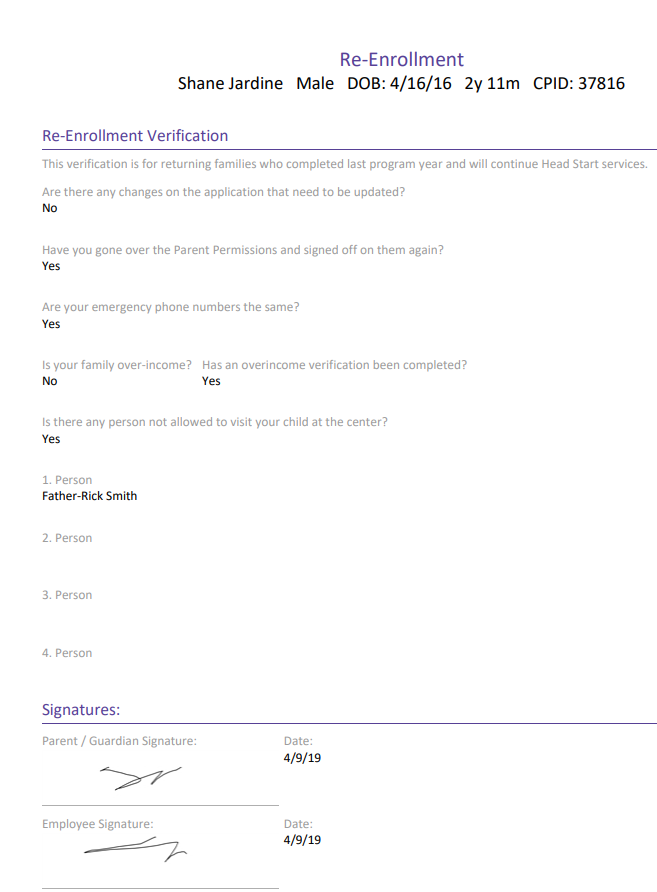 Re-Enrollment
Shane Jardine Male DOB: 4/16/16 2y 11m CPID: 37816
Re-Enrollment Verification
This verification is for returning families who completed last program year and will continue Head Start services.
Are there any changes on the application that need to be updated?
No
Have you gone over the Parent Permissions and signed off on them again?
Yes
Are your emergency phone numbers the same?
Yes
Is your family over-income? Has an overincome verification been completed?
No Yes
Is there any person not allowed to visit your child at the center?
Yes
1. Person
Father-Rick Smith
2. Person
3. Person
4. Person
Signatures:
Parent / Guardian Signature: Date:
4/9/19
Employee Signature: Date:
4/9/19